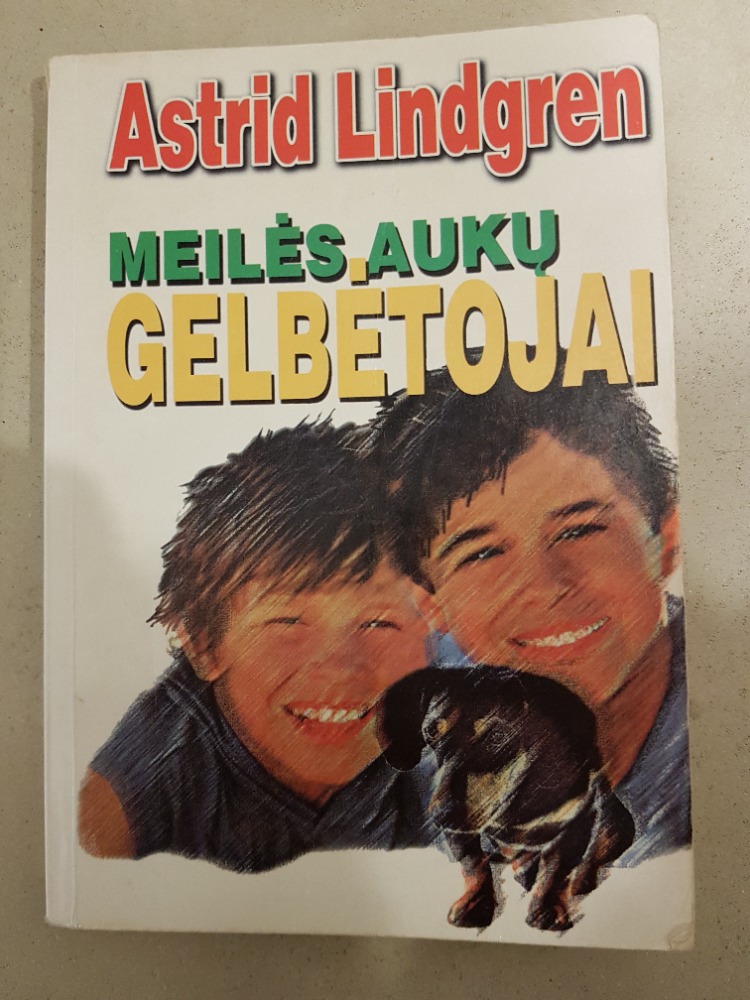 Astrid Lindgren
MEILĖS AUKŲ
GELBĖTOJAI